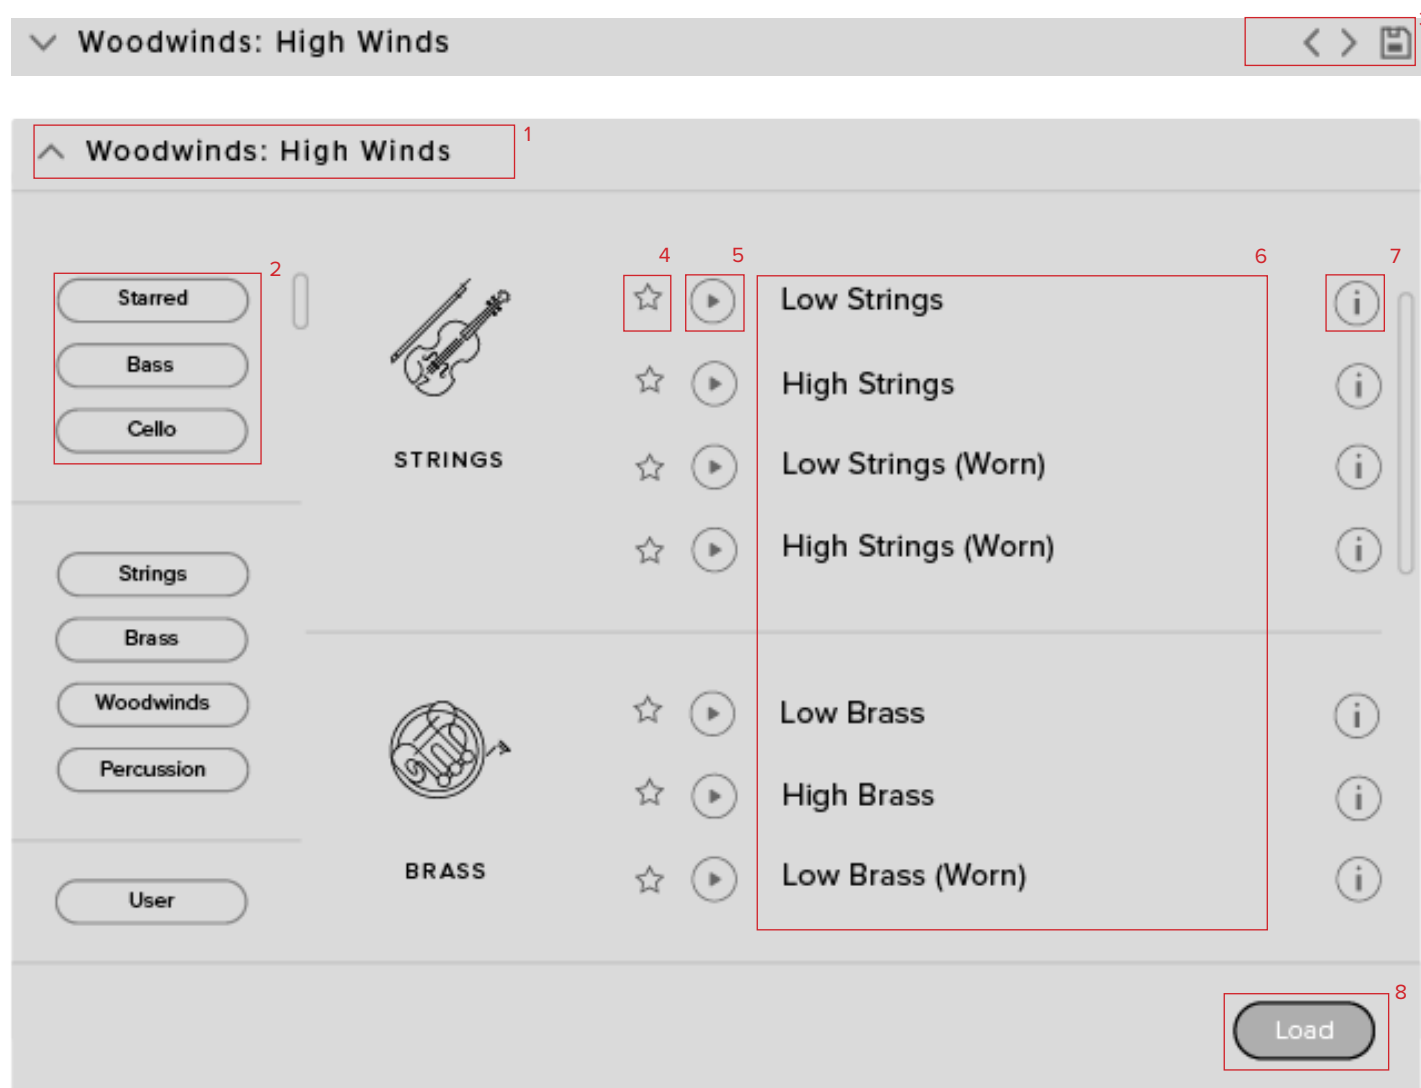 Woodwinds: High Winds
Woodwinds: High Winds
1
2
Starred
Bass
Cello
Strings
Brass
Woodwinds
Percussion
User
STRINGS
BRASS
4
5
6
7
Low Strings
High Strings
Low Strings (Worn)
High Strings (Worn)
Low Brass
High Brass
Low Brass (Worn)
8
Load